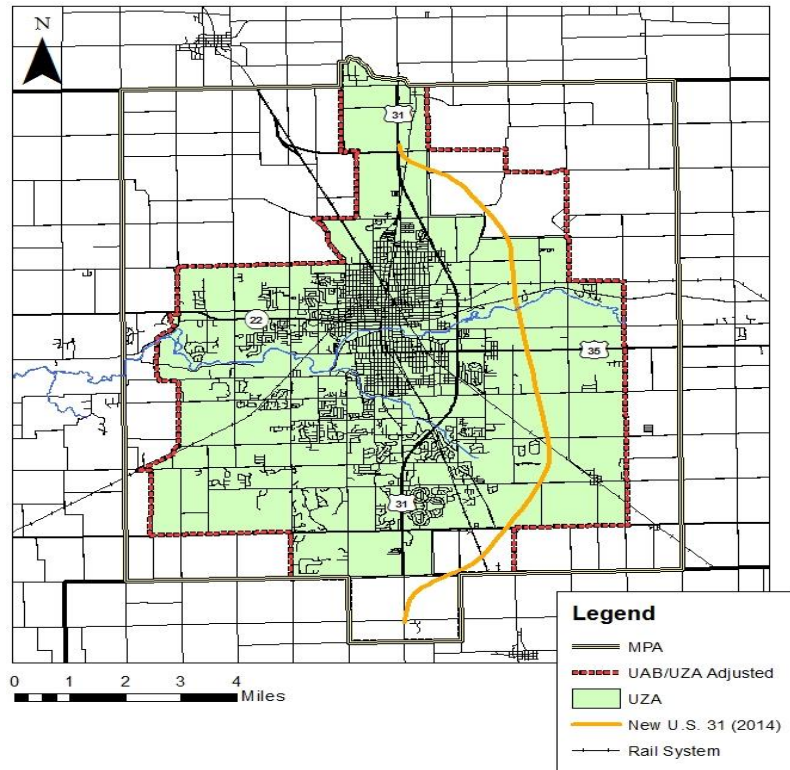 N
31
22
35
31
0 1 2 3 4
Miles
Legend
MPA
UAB/UZA Adjusted
UZA
New U.S. 31 (2014)
Rail System